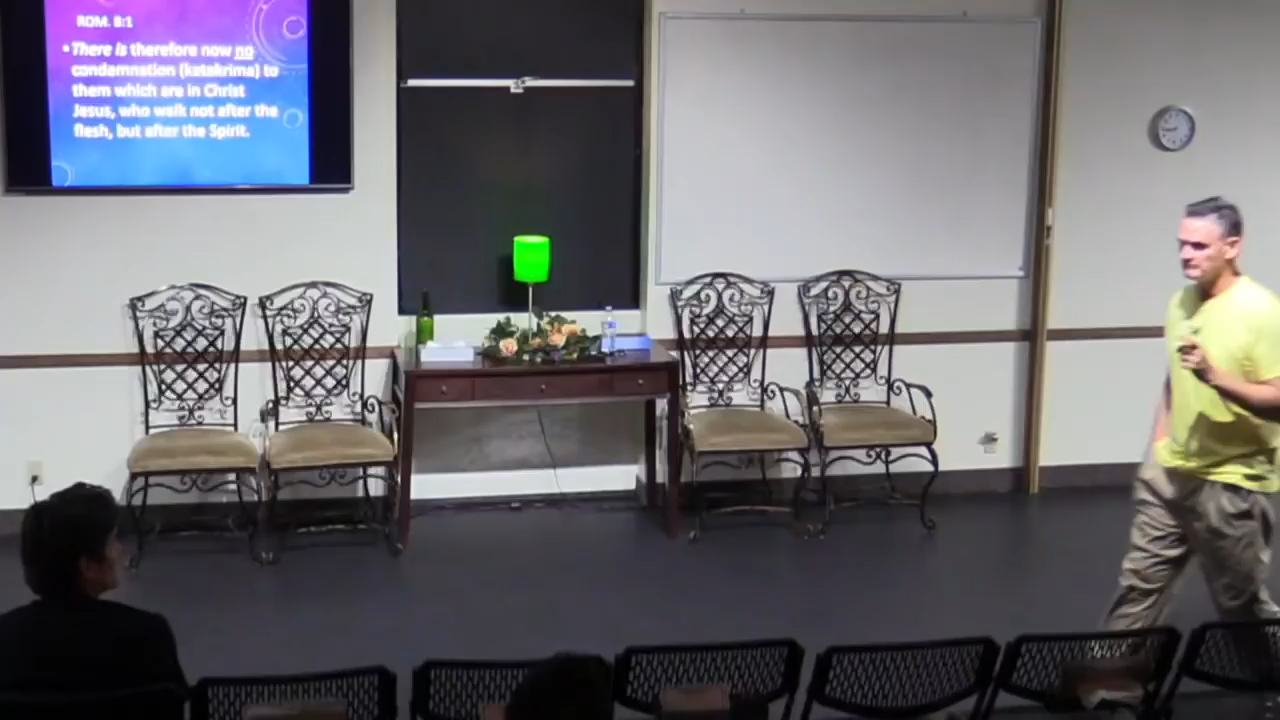 ROM. 8:1
• There is therefore now no
condemnation (katakrima) to
them which are in Christ
Jesus, who walk not after the
flesh, but after the Spirit.